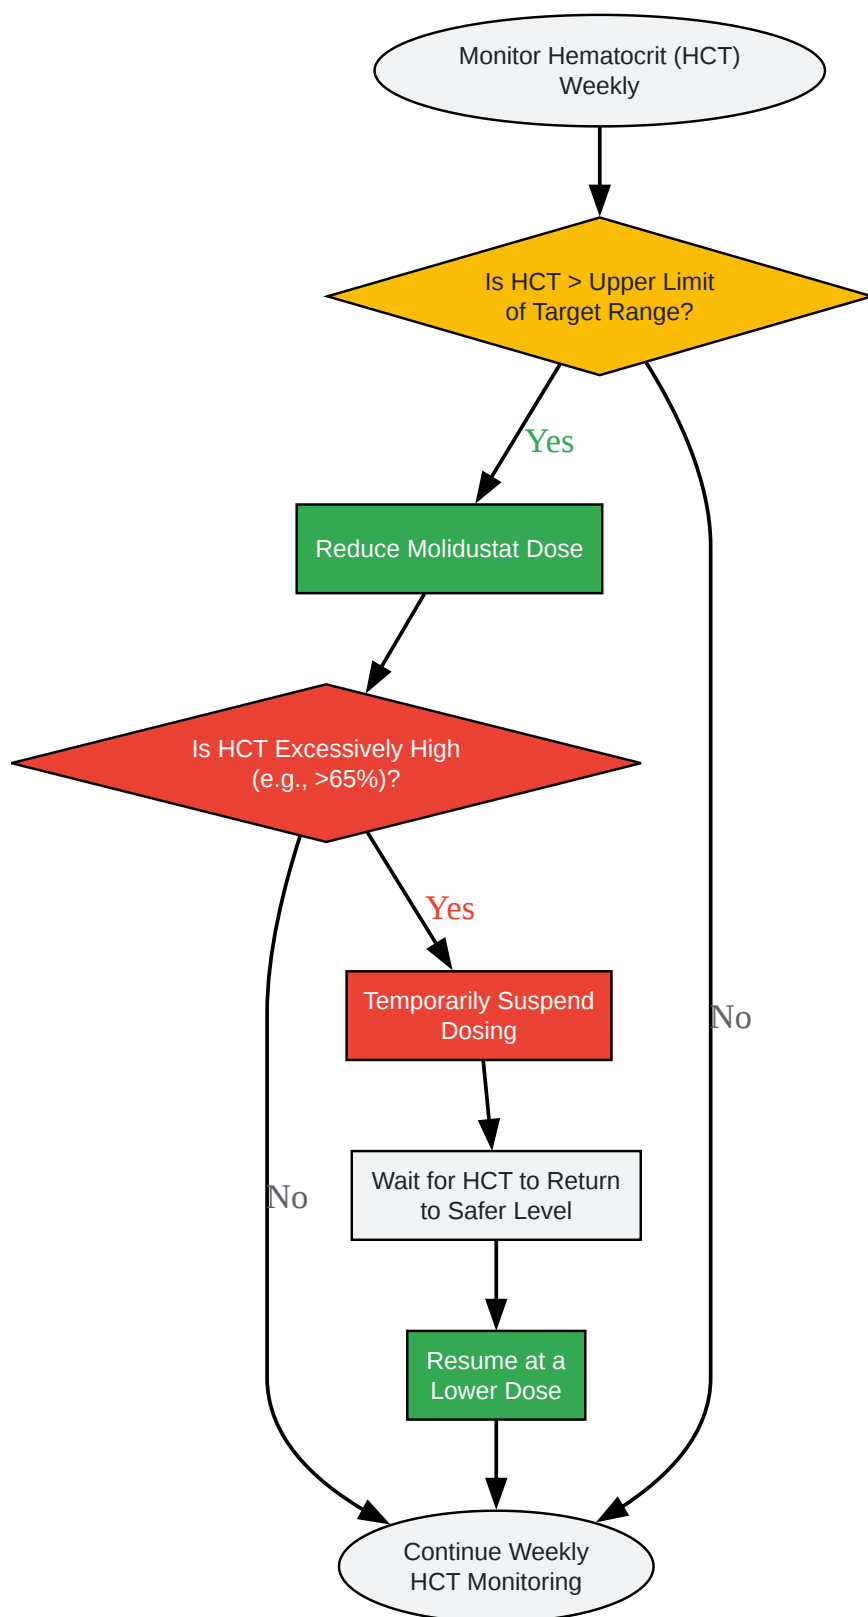 Monitor Hematocrit (HCT)
Weekly
Is HCT > Upper Limit
of Target Range?
Yes
Reduce Molidustat Dose
Is HCT Excessively High
(e.g., >65%)?
Yes
Temporarily Suspend
Dosing
No
Wait for HCT to Return
to Safer Level
No
Resume at a
Lower Dose
Continue Weekly
HCT Monitoring